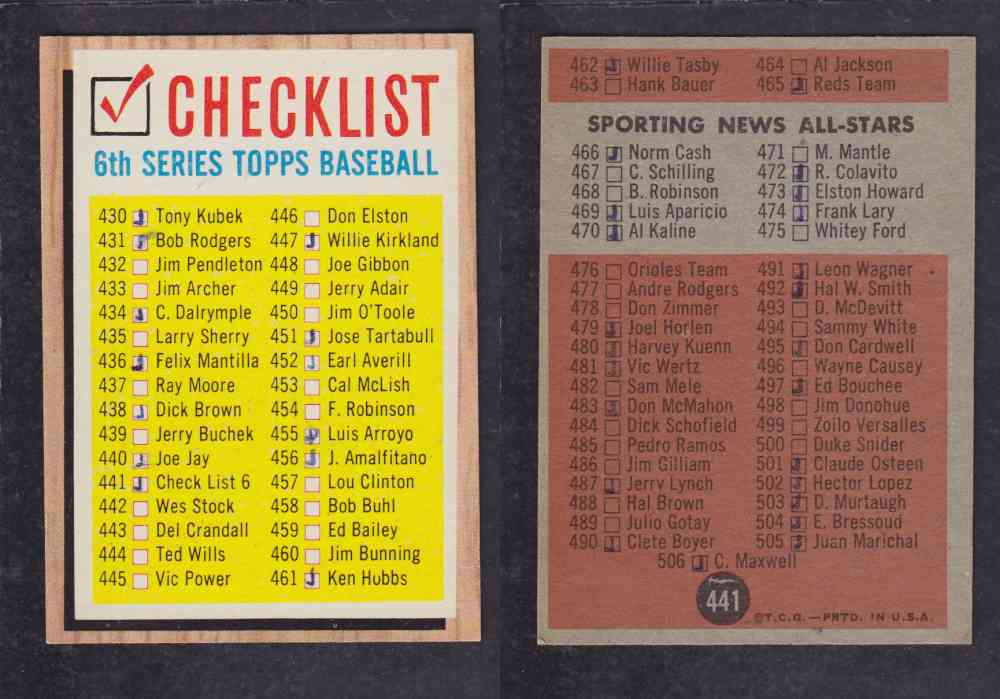 CHECKLIST
6th SERIES TOPPS BASEBALL
430 Tony Kubek
431 Bob Rodgers
432 Jim Pendleton
433 Jim Archer
434 C. Dalrymple
435 Larry Sherry
436 Felix Mantilla
437 Ray Moore
438 Dick Brown
439 Jerry Buchek
440 Joe Jay
441 Check List 6
442 Wes Stock
443 Del Crandall
444 Ted Wills
445 Vic Power
446 Don Elston
447 Willie Kirkland
448 Joe Gibbon
449 Jerry Adair
450 Jim O'Toole
451 Jose Tartabull
452 Earl Averill
453 Cal McLish
454 F. Robinson
455 Luis Arroyo
456 J. Amalfitano
457 Lou Clinton
458 Bob Buhl
459 Ed Bailey
460 Jim Bunning
461 Ken Hubbs
462 Willie Tasby
463 Hank Bauer
464 Al Jackson
465 Reds Team
SPORTING NEWS ALL-STARS
466 Norm Cash
467 C. Schilling
468 B. Robinson
469 Luis Aparicio
470 Al Kaline
471 M. Mantle
472 R. Colavito
473 Elston Howard
474 Frank Lary
475 Whitey Ford
476 Orioles Team
477 Andre Rodgers
478 Don Zimmer
479 Joel Horlen
480 Harvey Kuenn
481 Vic Wertz
482 Sam Mele
483 Don McMahon
484 Dick Schofield
485 Pedro Ramos
486 Jim Gilliam
487 Jerry Lynch
488 Hal Brown
489 Julio Gotay
490 Clete Boyer
491 Leon Wagner
492 Hal W. Smith
493 D. McDevitt
494 Sammy White
495 Don Cardwell
496 Wayne Causey
497 Ed Bouchee
498 Jim Donohue
499 Zoilo Versalles
500 Duke Snider
501 Claude Osteen
502 Hector Lopez
503 D. Murtaugh
504 E. Bressoud
505 Juan Marichal
506 C. Maxwell
441
©T.C.G.—PRTD. IN U.S.A.